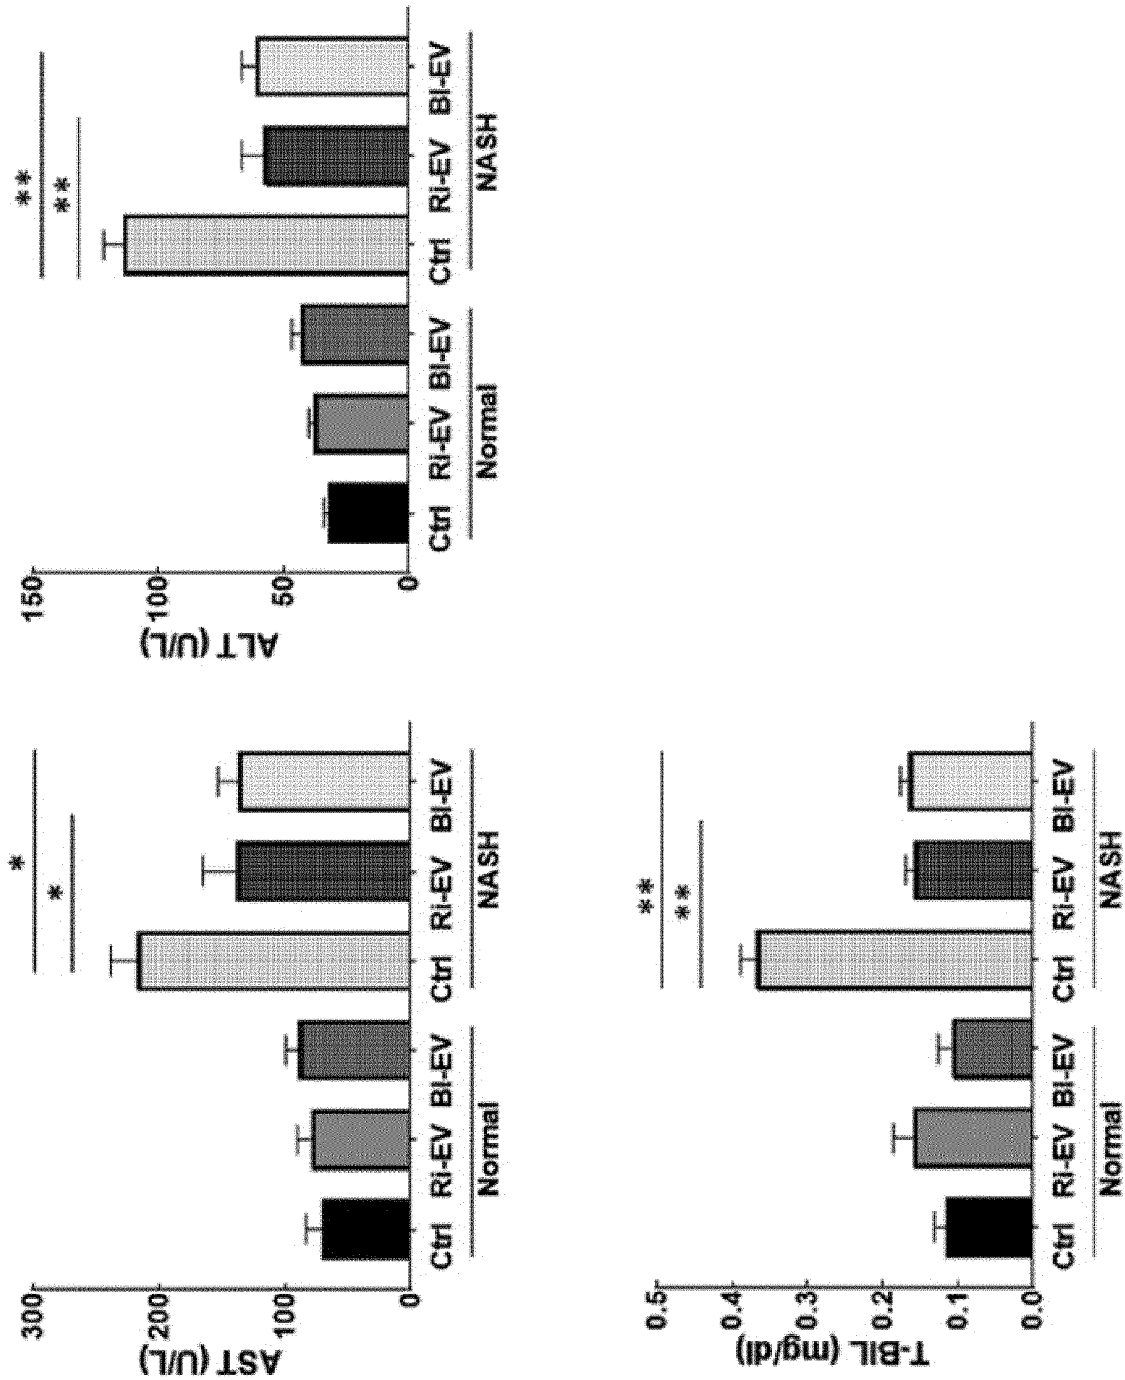 AST (U/L)
300
200
100
0
*
*
Ctrl Ri-EV Bl-EV Ctrl Ri-EV Bl-EV
Normal NASH
ALT (U/L)
150
100
50
0
**
**
Ctrl Ri-EV Bl-EV Ctrl Ri-EV Bl-EV
Normal NASH
T-BIL (mg/dl)
0.5
0.4
0.3
0.2
0.1
0.0
**
**
Ctrl Ri-EV Bl-EV Ctrl Ri-EV Bl-EV
Normal NASH